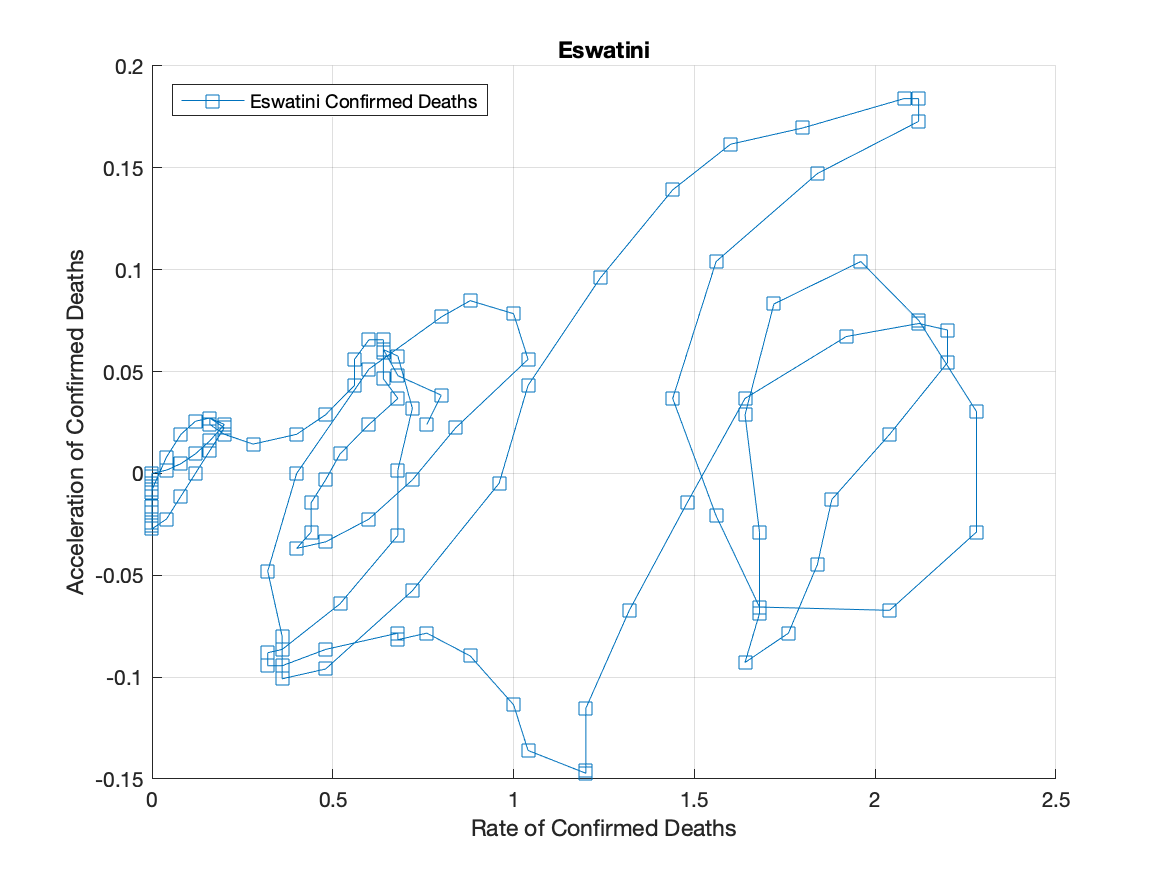 Eswatini
0.2
Eswatini Confirmed Deaths
0.15
0.1
0.05
0
-0.05
-0.1
-0.15
Acceleration of Confirmed Deaths
0 0.5 1 1.5 2 2.5
Rate of Confirmed Deaths